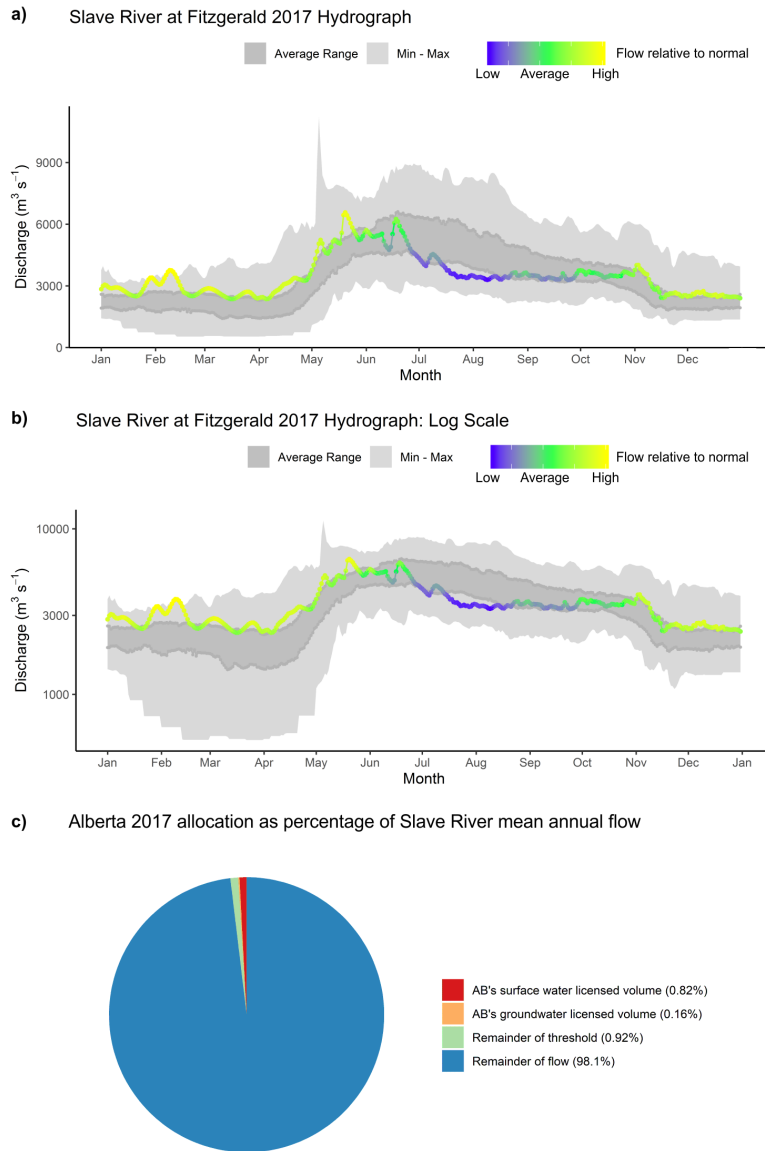 a) Slave River at Fitzgerald 2017 Hydrograph
Average Range Min - Max Flow relative to normal
Low Average High
Discharge (m³ s⁻¹)
9000
6000
3000
0
Jan Feb Mar Apr May Jun Jul Aug Sep Oct Nov Dec
Month
b) Slave River at Fitzgerald 2017 Hydrograph: Log Scale
Average Range Min - Max Flow relative to normal
Low Average High
Discharge (m³ s⁻¹)
10000
3000
1000
Jan Feb Mar Apr May Jun Jul Aug Sep Oct Nov Dec Jan
Month
c) Alberta 2017 allocation as percentage of Slave River mean annual flow
AB's surface water licensed volume (0.82%)
AB's groundwater licensed volume (0.16%)
Remainder of threshold (0.92%)
Remainder of flow (98.1%)